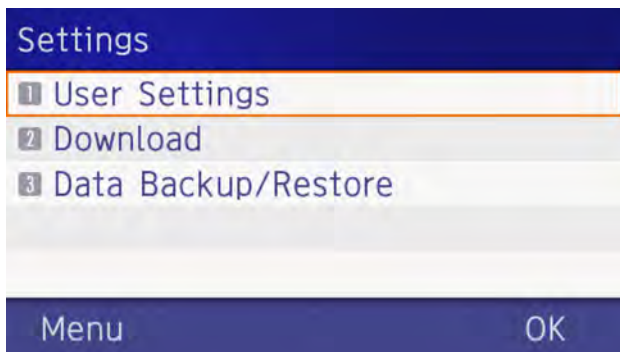 Settings
1 User Settings
2 Download
3 Data Backup/Restore
Menu OK